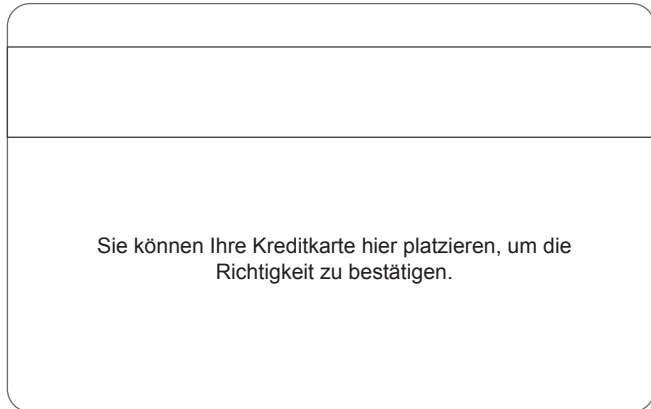 Sie können Ihre Kreditkarte hier platzieren, um die
Richtigkeit zu bestätigen.